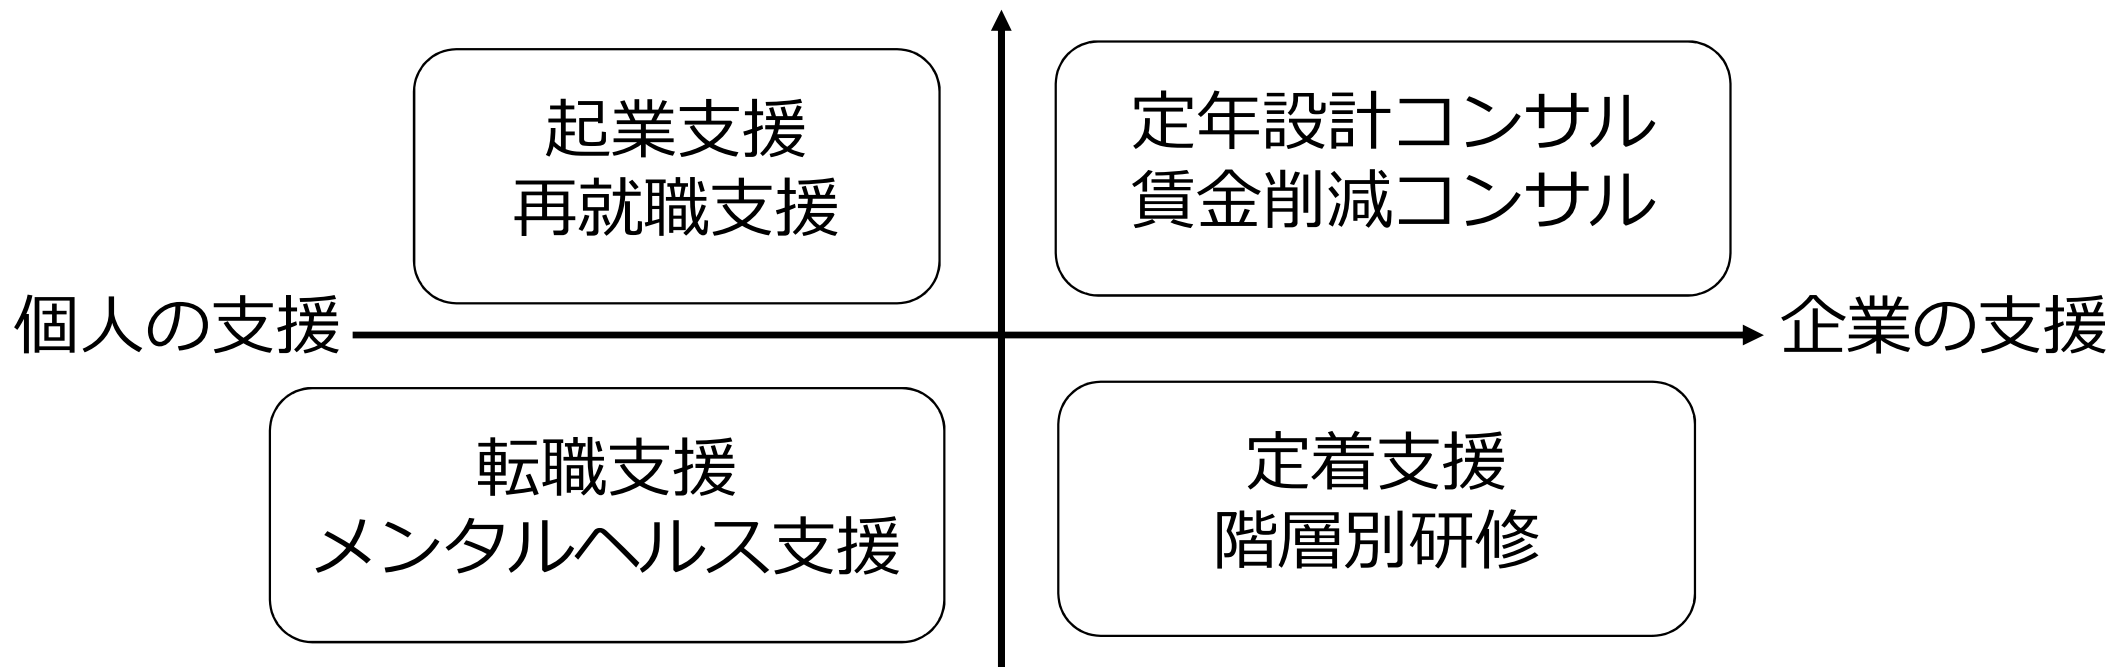 起業支援
再就職支援
定年設計コンサル
賃金削減コンサル
個人の支援
企業の支援
転職支援
メンタルヘルス支援
定着支援
階層別研修